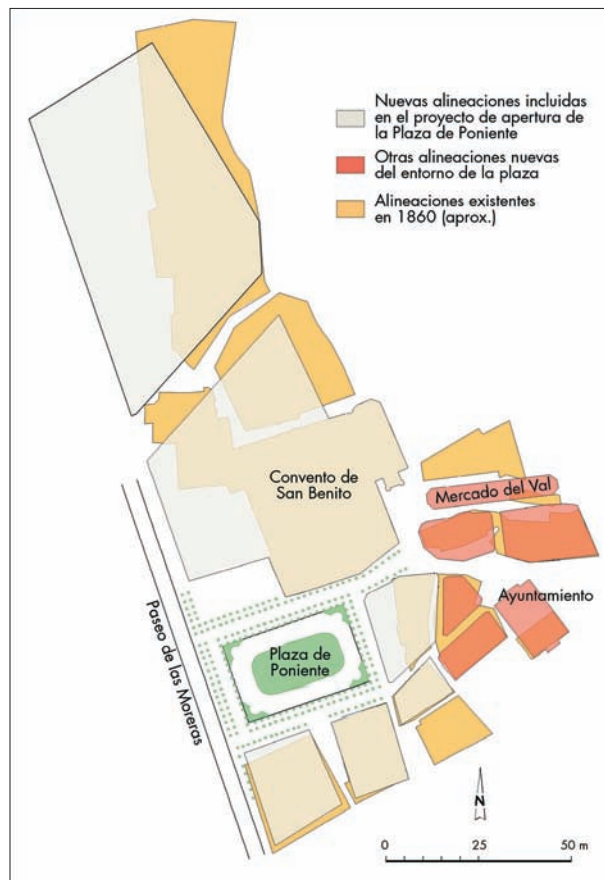 Nuevas alineaciones incluidas
en el proyecto de apertura de
la Plaza de Poniente
Otras alineaciones nuevas
del entorno de la plaza
Alineaciones existentes
en 1860 (aprox.)
Convento de
San Benito
Mercado del Val
Ayuntamiento
Plaza de
Poniente
Paseo de las Moreras
N
0 25 50 m